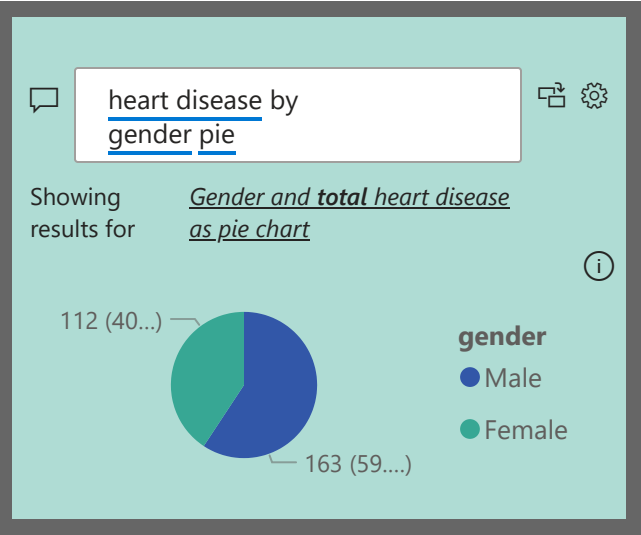 heart disease by
gender pie
Showing
results for
Gender and total heart disease
as pie chart
112 (40...)
163 (59....)
gender
Male
Female